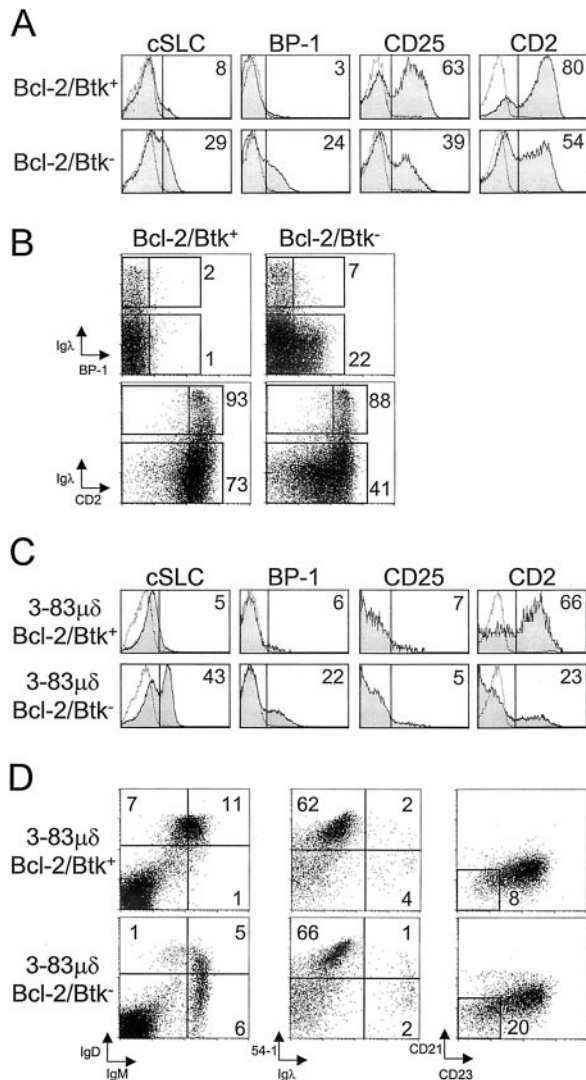 A
cSLC BP-1 CD25 CD2
Bcl-2/Btk⁺ 8 3 63 80
Bcl-2/Btk⁻ 29 24 39 54
B
Bcl-2/Btk⁺ Bcl-2/Btk⁻
2 7
1 22
Igλ
BP-1
93 88
73 41
Igλ
CD2
C
cSLC BP-1 CD25 CD2
3-83μδ
Bcl-2/Btk⁺
5 6 7 66
3-83μδ
Bcl-2/Btk⁻
43 22 5 23
D
3-83μδ
Bcl-2/Btk⁺
7 11 62 2
1 4 8
3-83μδ
Bcl-2/Btk⁻
1 5 66 1
6 2 20
IgD 54-1 CD21
IgM Igλ CD23